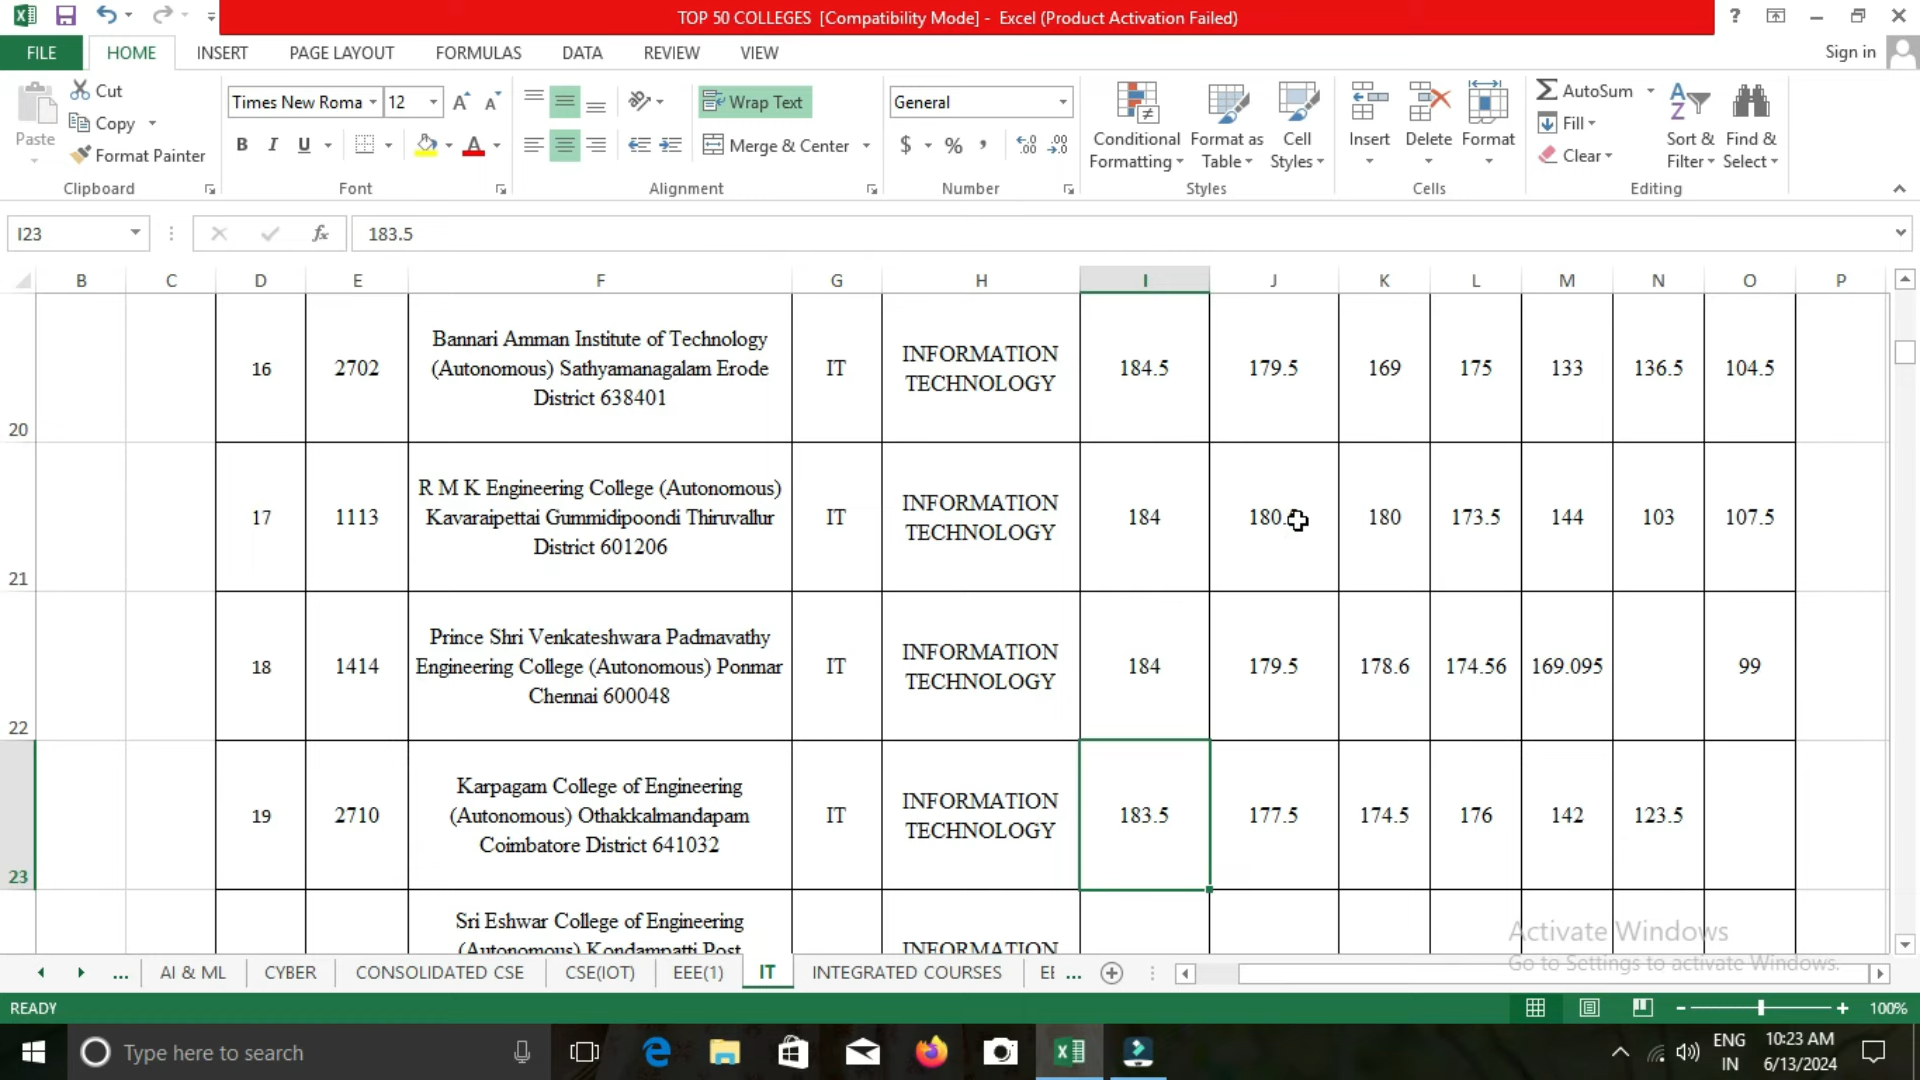 TOP 50 COLLEGES [Compatibility Mode] - Excel (Product Activation Failed)
FILE HOME INSERT PAGE LAYOUT FORMULAS DATA REVIEW VIEW Sign in
Cut
Copy
Format Painter
Paste
Clipboard
Times New Roma 12
B I U
Font
Wrap Text
Merge & Center
Alignment
General
$ % ,
Number
Conditional Formatting
Format as Table
Cell Styles
Styles
Insert Delete Format
Cells
AutoSum
Fill
Clear
Sort & Filter
Find & Select
Editing
I23 fx 183.5
B C D E F G H I J K L M N O P
20 16 2702 Bannari Amman Institute of Technology (Autonomous) Sathyamanagalam Erode District 638401 IT INFORMATION TECHNOLOGY 184.5 179.5 169 175 133 136.5 104.5
21 17 1113 R M K Engineering College (Autonomous) Kavaraipettai Gummidipoondi Thiruvallur District 601206 IT INFORMATION TECHNOLOGY 184 180. 180 173.5 144 103 107.5
22 18 1414 Prince Shri Venkateshwara Padmavathy Engineering College (Autonomous) Ponmar Chennai 600048 IT INFORMATION TECHNOLOGY 184 179.5 178.6 174.56 169.095 99
23 19 2710 Karpagam College of Engineering (Autonomous) Othakkalmandapam Coimbatore District 641032 IT INFORMATION TECHNOLOGY 183.5 177.5 174.5 176 142 123.5
Sri Eshwar College of Engineering (Autonomous) Kondampatti Post INFORMATION
Activate Windows
Go to Settings to activate Windows.
... AI & ML CYBER CONSOLIDATED CSE CSE(IOT) EEE(1) IT INTEGRATED COURSES EE ...
READY 100%
Type here to search
ENG
IN
10:23 AM
6/13/2024